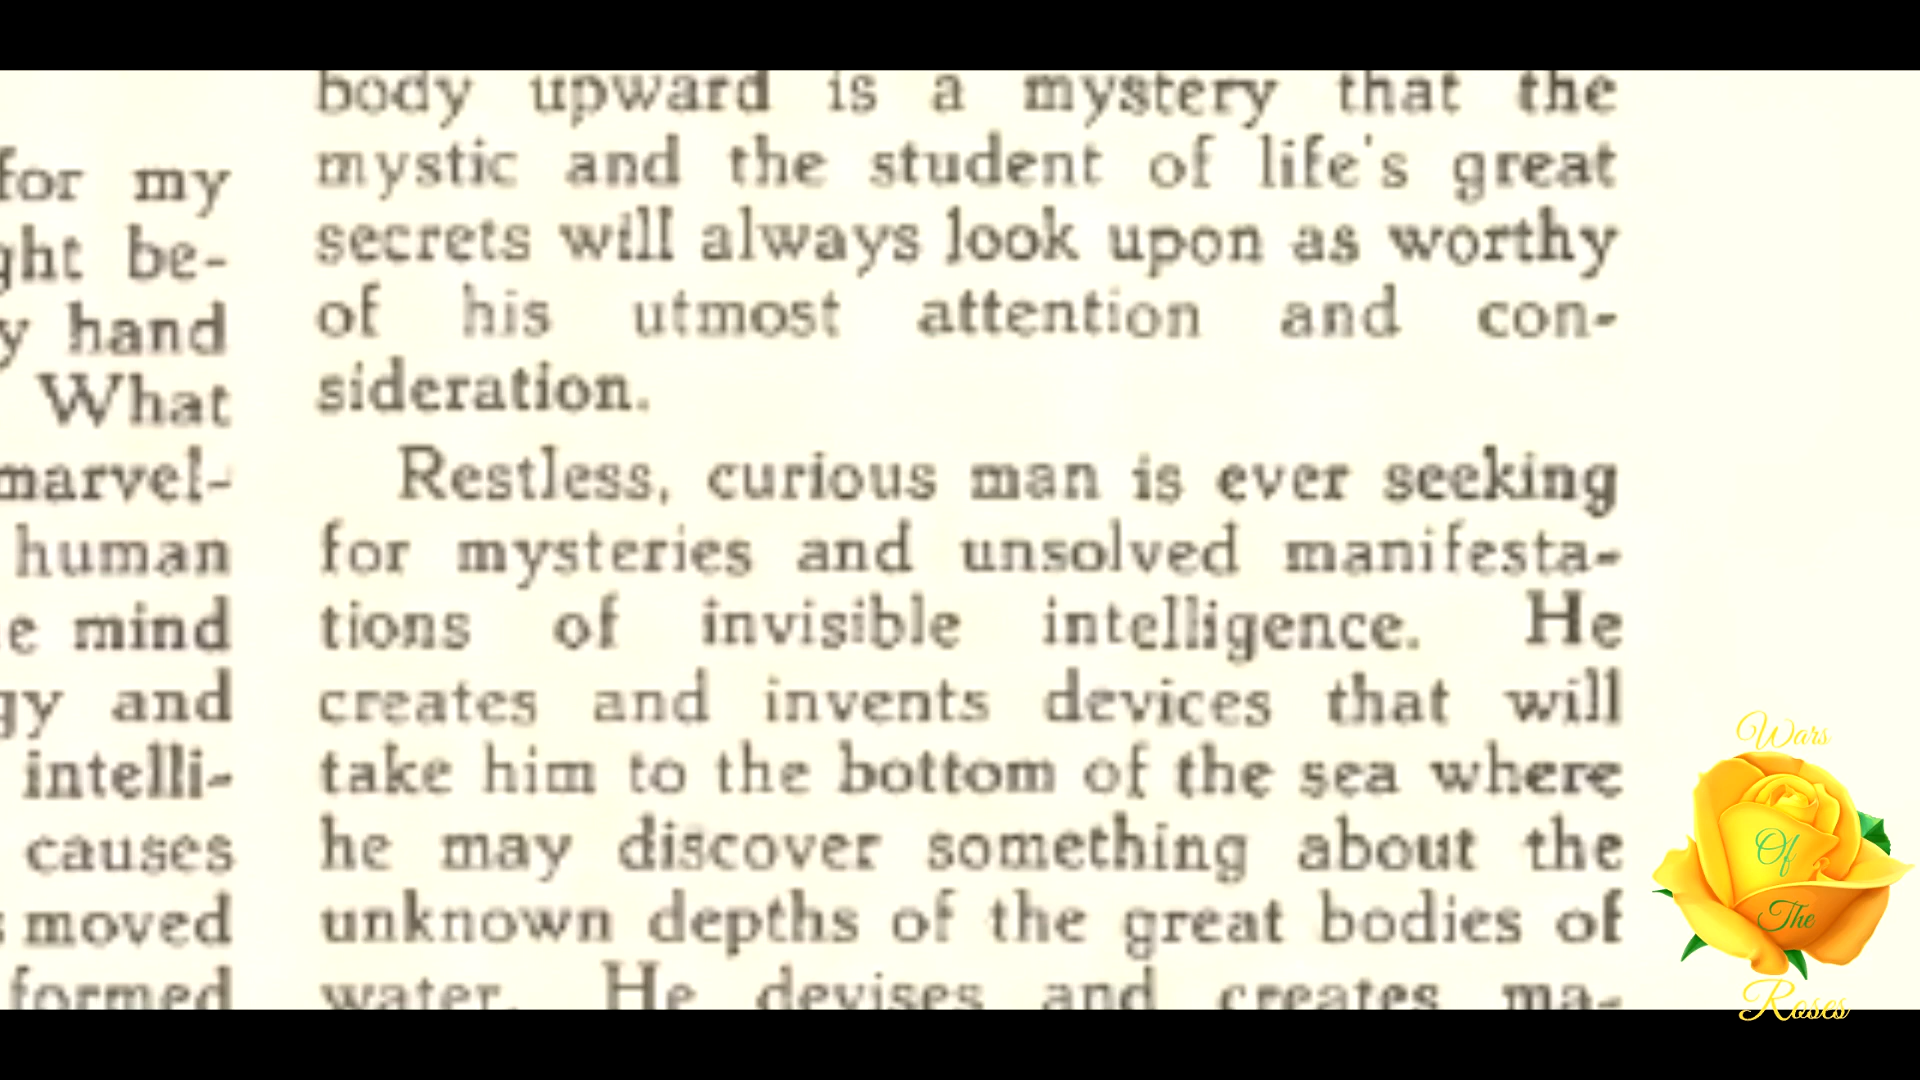 for my
ght be-
y hand
What
marvel-
human
e mind
gy and
intelli-
causes
s moved
formed
body upward is a mystery that the
mystic and the student of life's great
secrets will always look upon as worthy
of his utmost attention and con-
sideration.
Restless, curious man is ever seeking
for mysteries and unsolved manifesta-
tions of invisible intelligence. He
creates and invents devices that will
take him to the bottom of the sea where
he may discover something about the
unknown depths of the great bodies of
water. He devises and creates ma-
Wars
Of
The
Roses